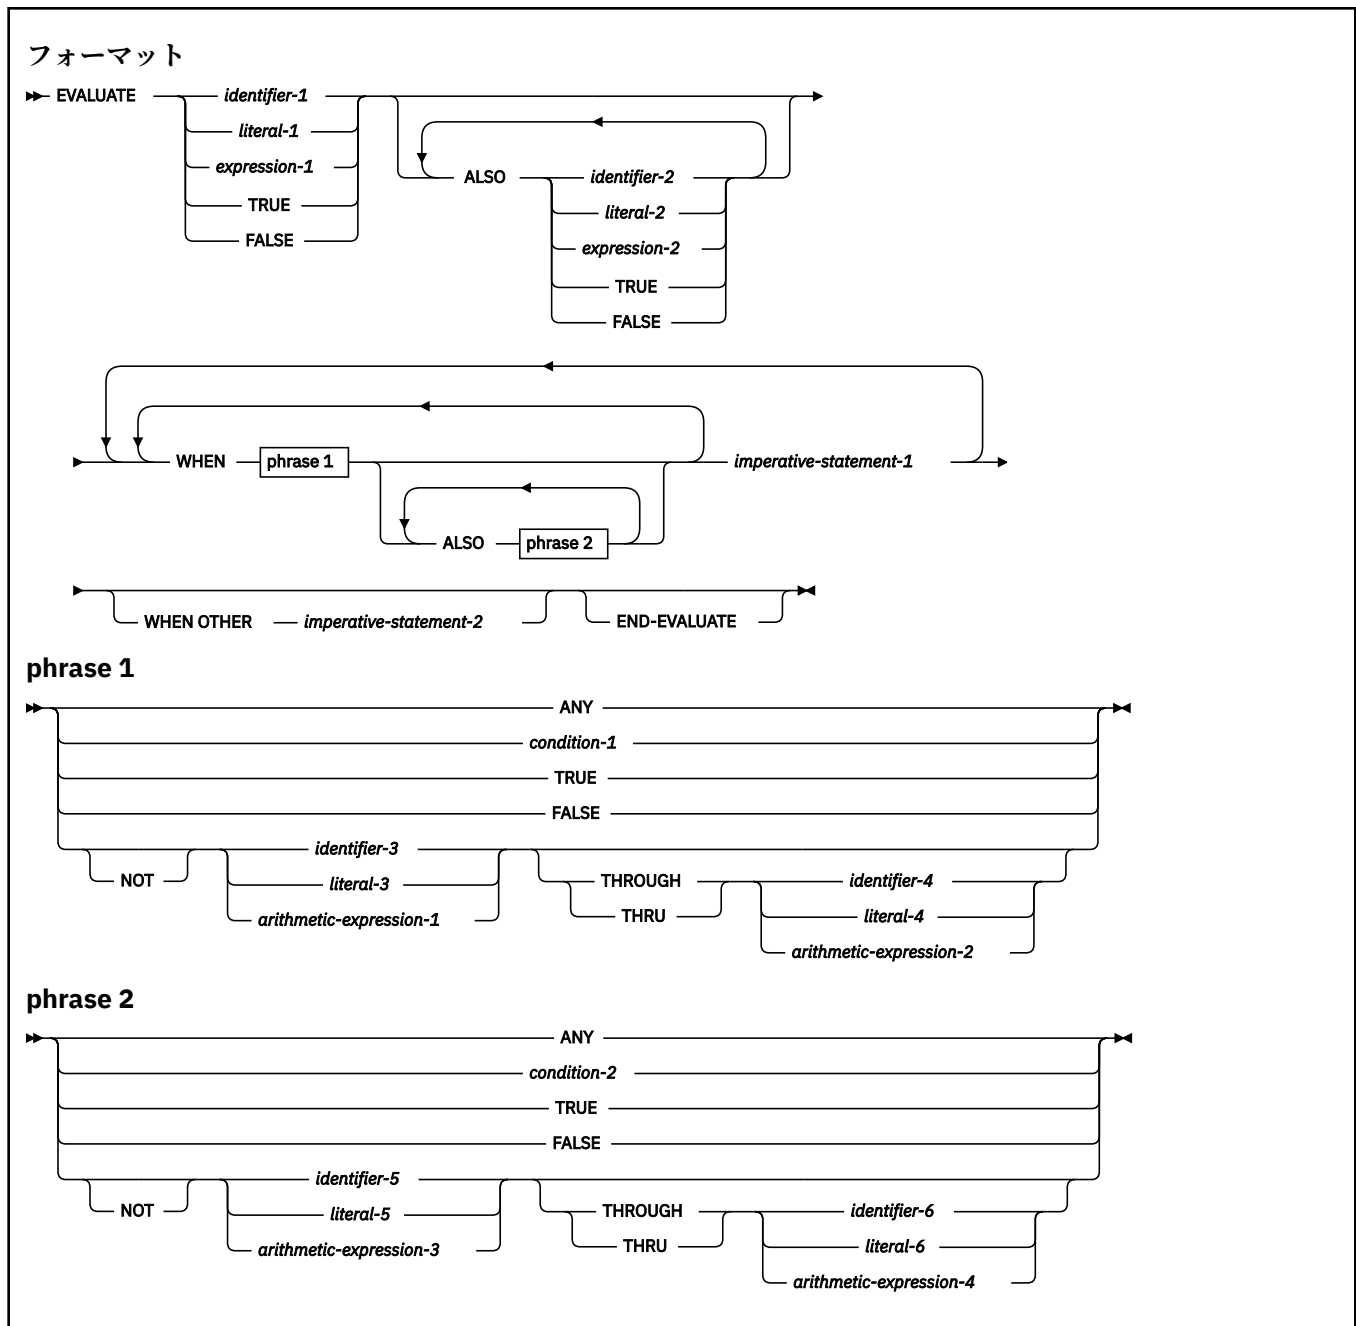 フォーマット
EVALUATE identifier-1
literal-1
expression-1
TRUE
FALSE
ALSO identifier-2
literal-2
expression-2
TRUE
FALSE
WHEN phrase 1 imperative-statement-1
ALSO phrase 2
WHEN OTHER imperative-statement-2 END-EVALUATE
phrase 1
ANY
condition-1
TRUE
FALSE
NOT identifier-3
literal-3
arithmetic-expression-1
THROUGH
THRU
identifier-4
literal-4
arithmetic-expression-2
phrase 2
ANY
condition-2
TRUE
FALSE
NOT identifier-5
literal-5
arithmetic-expression-3
THROUGH
THRU
identifier-6
literal-6
arithmetic-expression-4